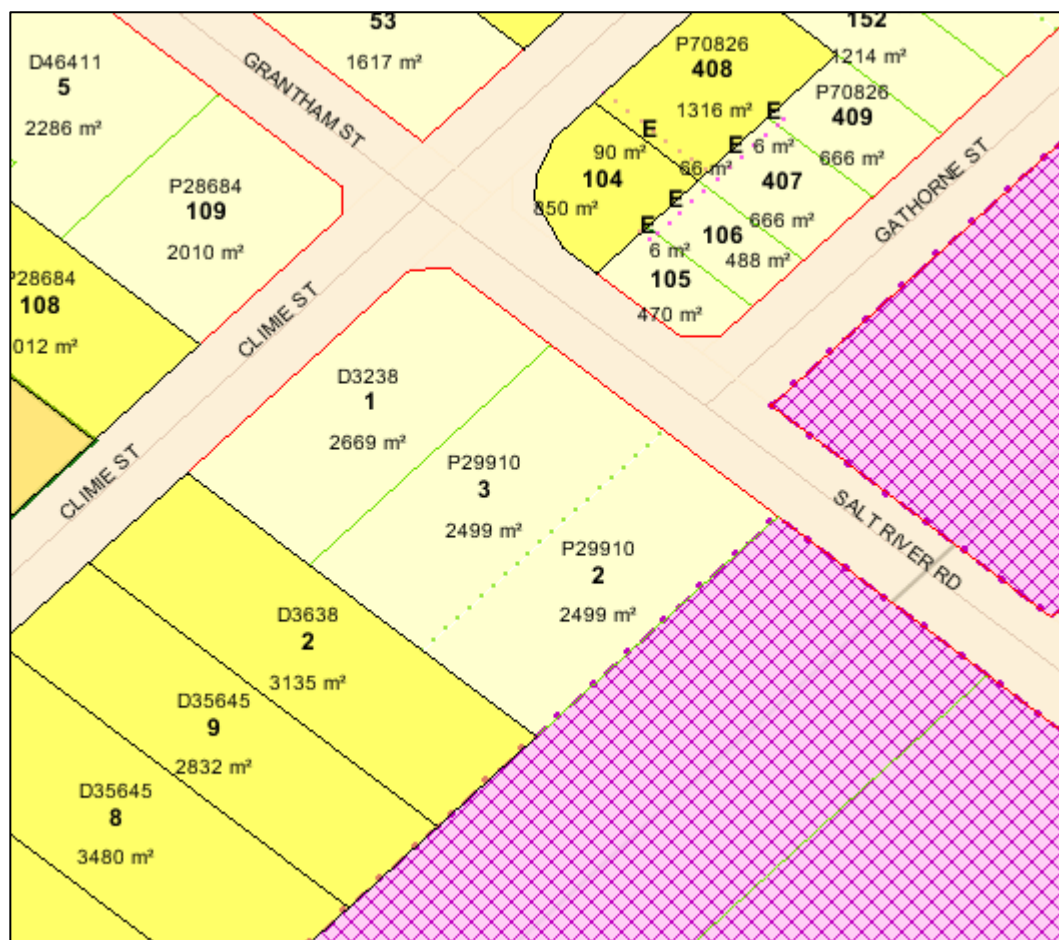 53
1617 m²
152
1214 m²
D46411
5
2286 m²
GRANTHAM ST
P70826
408
1316 m²
P70826
409
666 m²
E
E
E
E
90 m²
66 m²
6 m²
104
850 m²
407
666 m²
GATHORNE ST
P28684
109
2010 m²
106
488 m²
6 m²
105
470 m²
P28684
108
012 m²
CLIMIE ST
CLIMIE ST
D3238
1
2669 m²
P29910
3
2499 m²
P29910
2
2499 m²
SALT RIVER RD
D3638
2
3135 m²
D35645
9
2832 m²
D35645
8
3480 m²